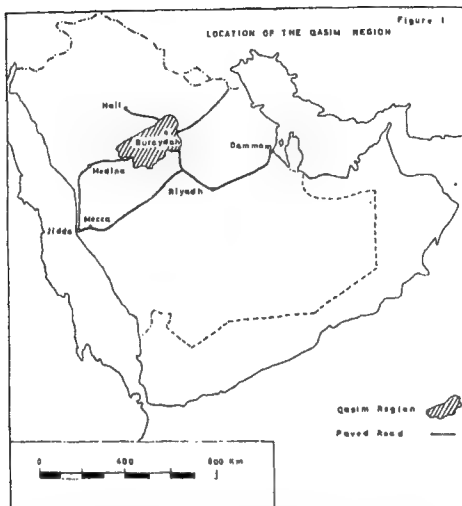 Figure 1
LOCATION OF THE QASIM REGION
Hail
Buraydah
Dammam
Medina
Riyadh
Mecca
Jidda
Qasim Region
Paved Road
0 400 800 Km